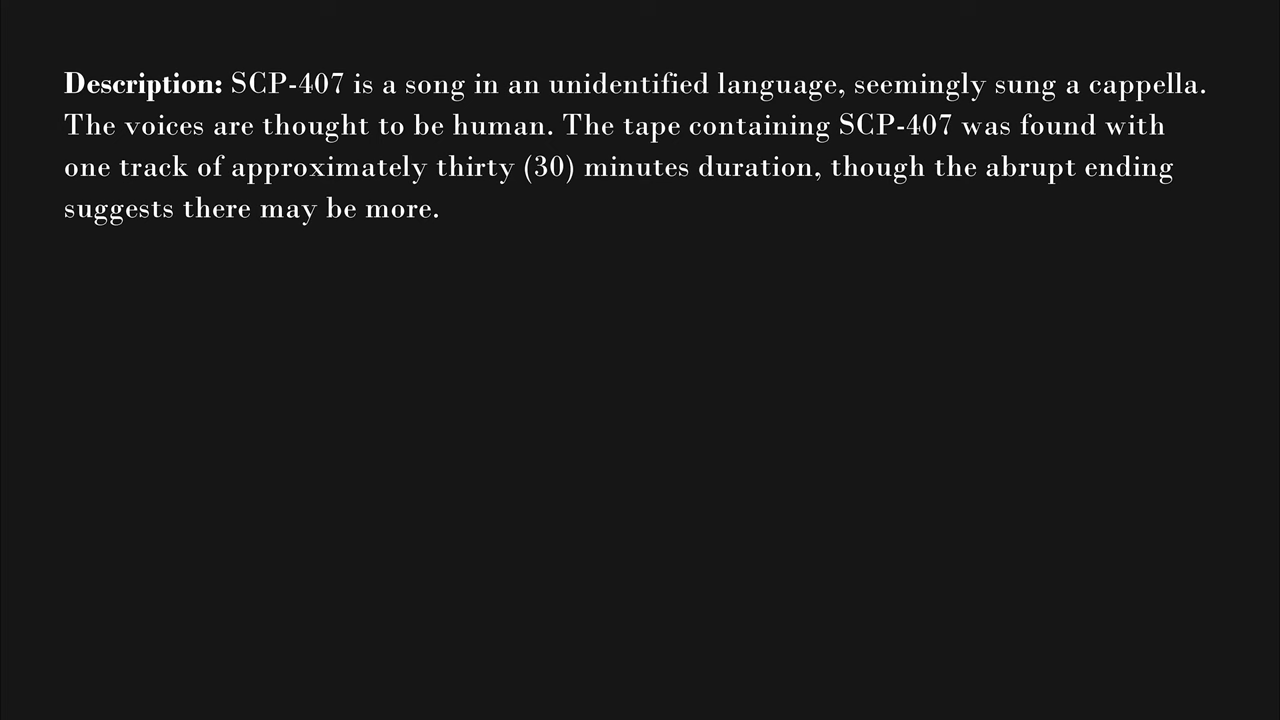 Description: SCP-407 is a song in an unidentified language, seemingly sung a cappella.
The voices are thought to be human. The tape containing SCP-407 was found with
one track of approximately thirty (30) minutes duration, though the abrupt ending
suggests there may be more.